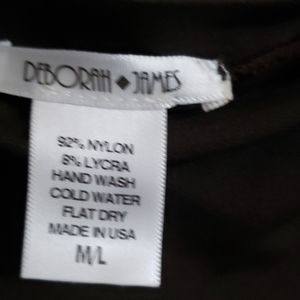 DEBORAH ◆ JAMES
92% NYLON
8% LYCRA
HAND WASH
COLD WATER
FLAT DRY
MADE IN USA
M/L